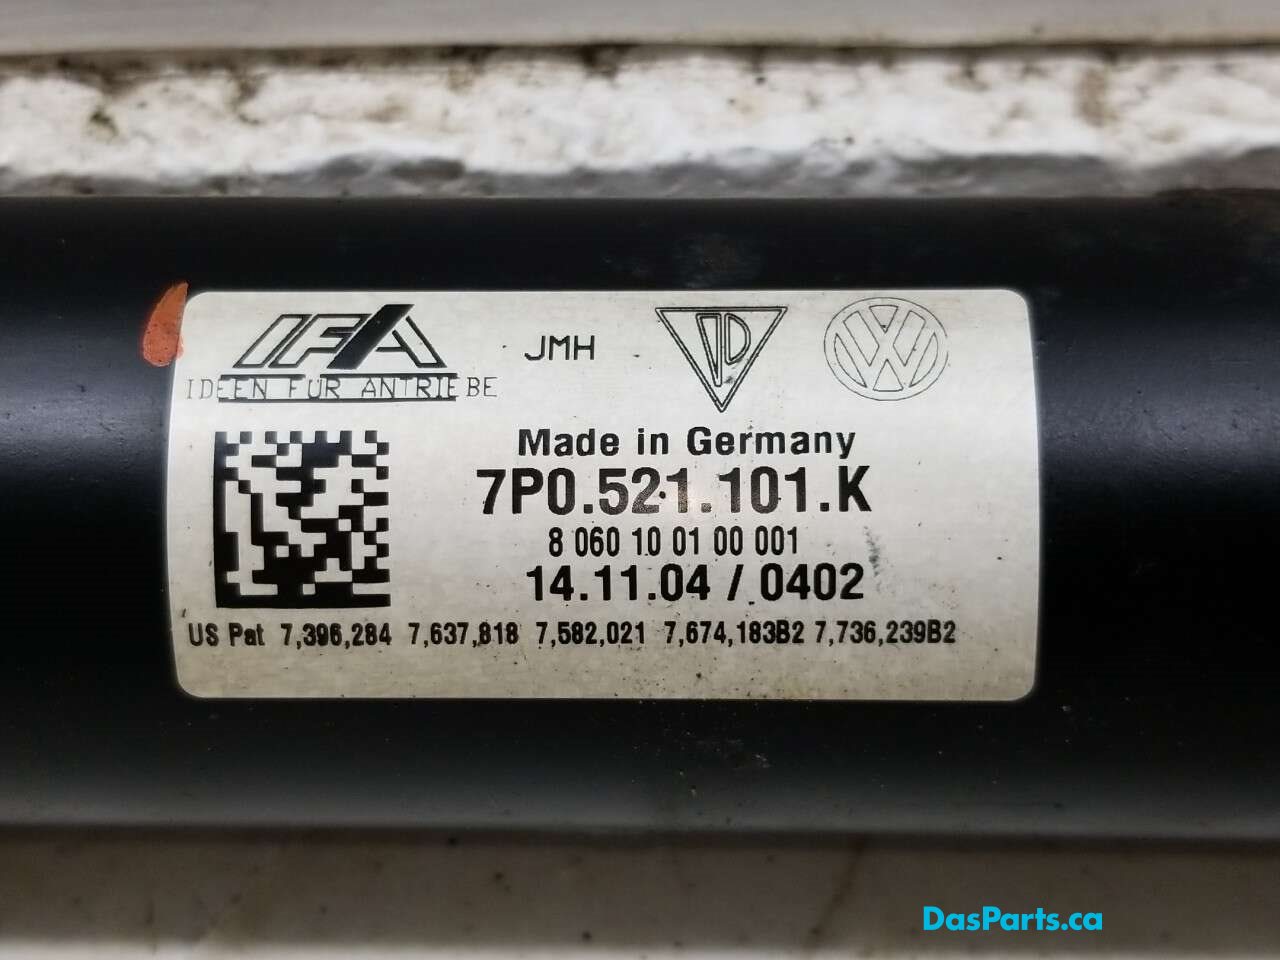 IFA
IDEEN FÜR ANTRIEBE
JMH
VW
Made in Germany
7P0.521.101.K
8 060 10 01 00 001
14.11.04 / 0402
US Pat 7,396,284 7,637,818 7,582,021 7,674,183B2 7,736,239B2
DasParts.ca